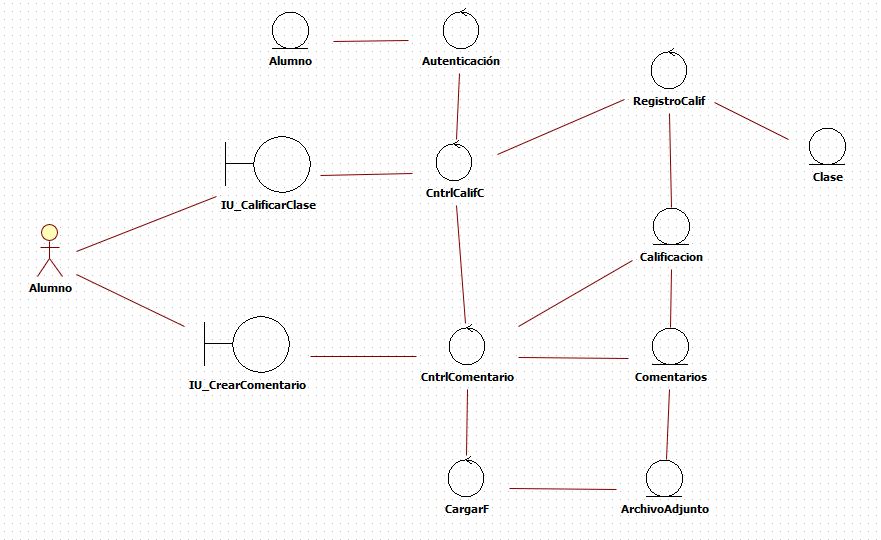 Alumno
Autenticación
RegistroCalif
Clase
IU_CalificarClase
CntrlCalifC
Calificacion
Alumno
IU_CrearComentario
CntrlComentario
Comentarios
CargarF
ArchivoAdjunto